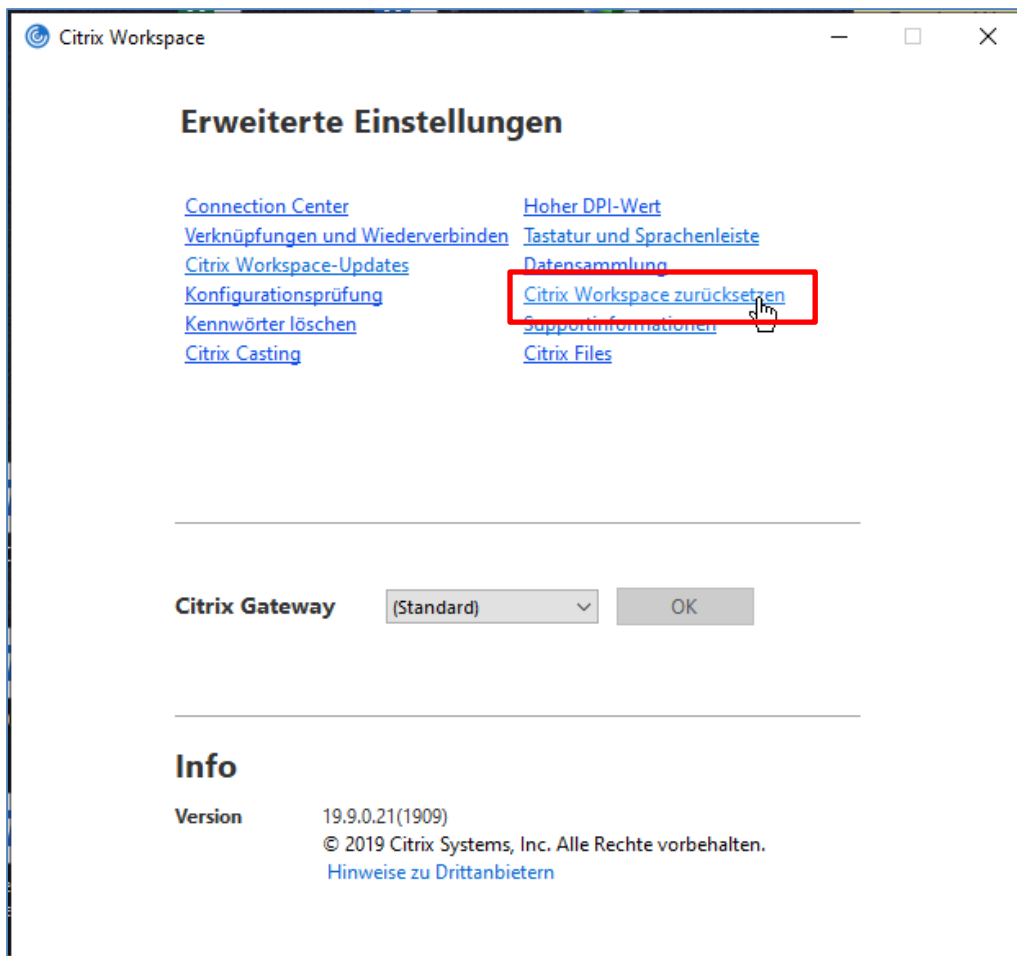 Citrix Workspace
Erweiterte Einstellungen
Connection Center
Verknüpfungen und Wiederverbinden
Citrix Workspace-Updates
Konfigurationsprüfung
Kennwörter löschen
Citrix Casting
Hoher DPI-Wert
Tastatur und Sprachenleiste
Datensammlung
Citrix Workspace zurücksetzen
Supportinformationen
Citrix Files
Citrix Gateway (Standard) OK
Info
Version 19.9.0.21(1909)
© 2019 Citrix Systems, Inc. Alle Rechte vorbehalten.
Hinweise zu Drittanbietern